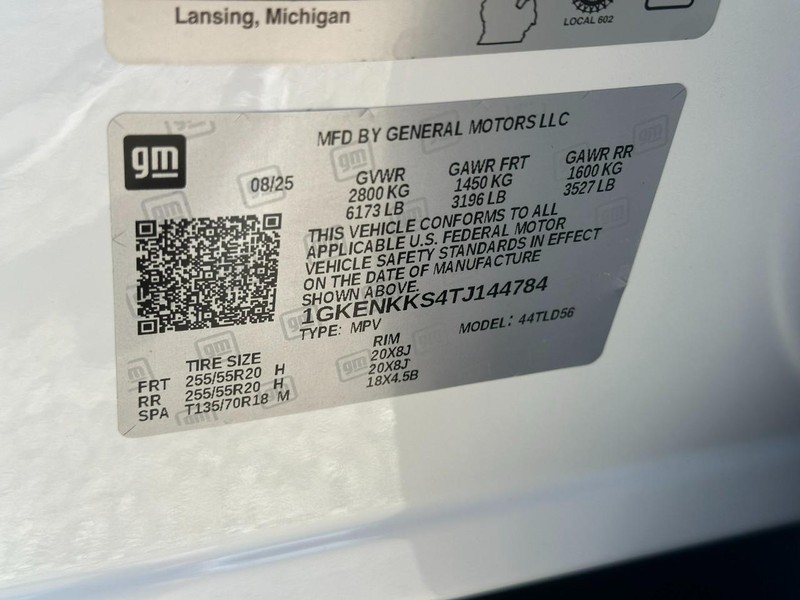 Lansing, Michigan
LOCAL 602
gm
MFD BY GENERAL MOTORS LLC
08/25
GVWR GAWR FRT GAWR RR
2800 KG 1450 KG 1600 KG
6173 LB 3196 LB 3527 LB
THIS VEHICLE CONFORMS TO ALL
APPLICABLE U.S. FEDERAL MOTOR
VEHICLE SAFETY STANDARDS IN EFFECT
ON THE DATE OF MANUFACTURE
SHOWN ABOVE.
1GKENKKS4TJ144784
TYPE: MPV MODEL: 44TLD56
TIRE SIZE RIM
FRT 255/55R20 H 20X8J
RR 255/55R20 H 20X8J
SPA T135/70R18 M 18X4.5B